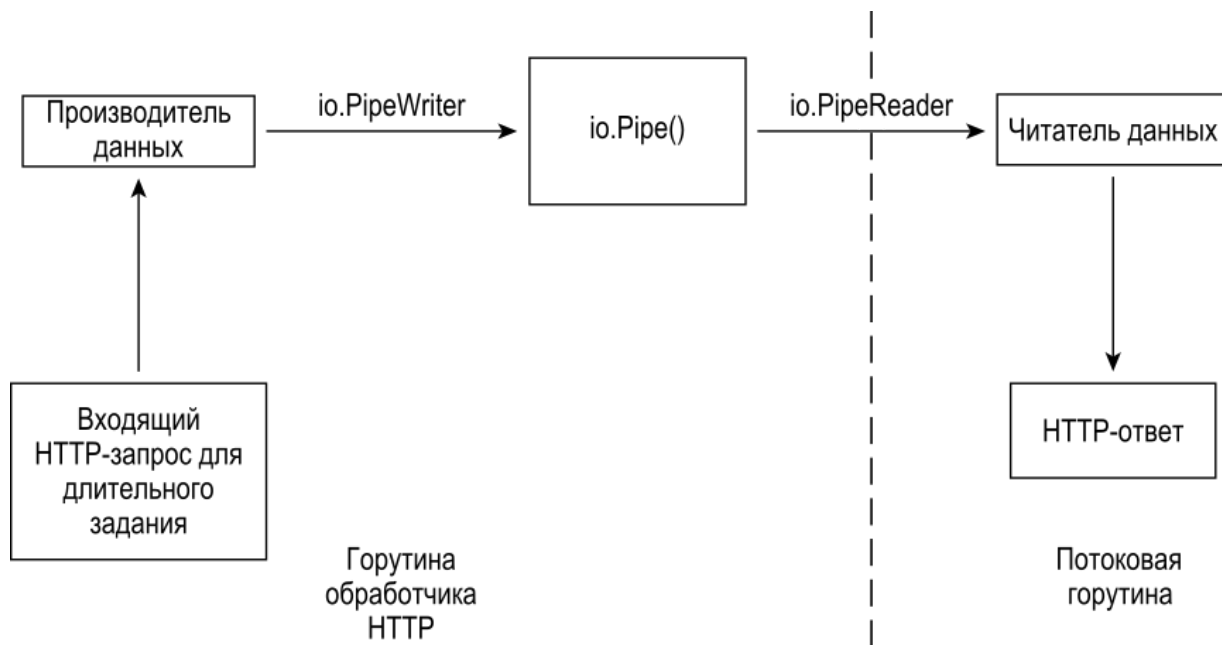 Производитель
данных
io.PipeWriter
io.Pipe()
io.PipeReader
Читатель данных
Входящий
HTTP-запрос для
длительного
задания
HTTP-ответ
Горутина
обработчика
HTTP
Потоковая
горутина